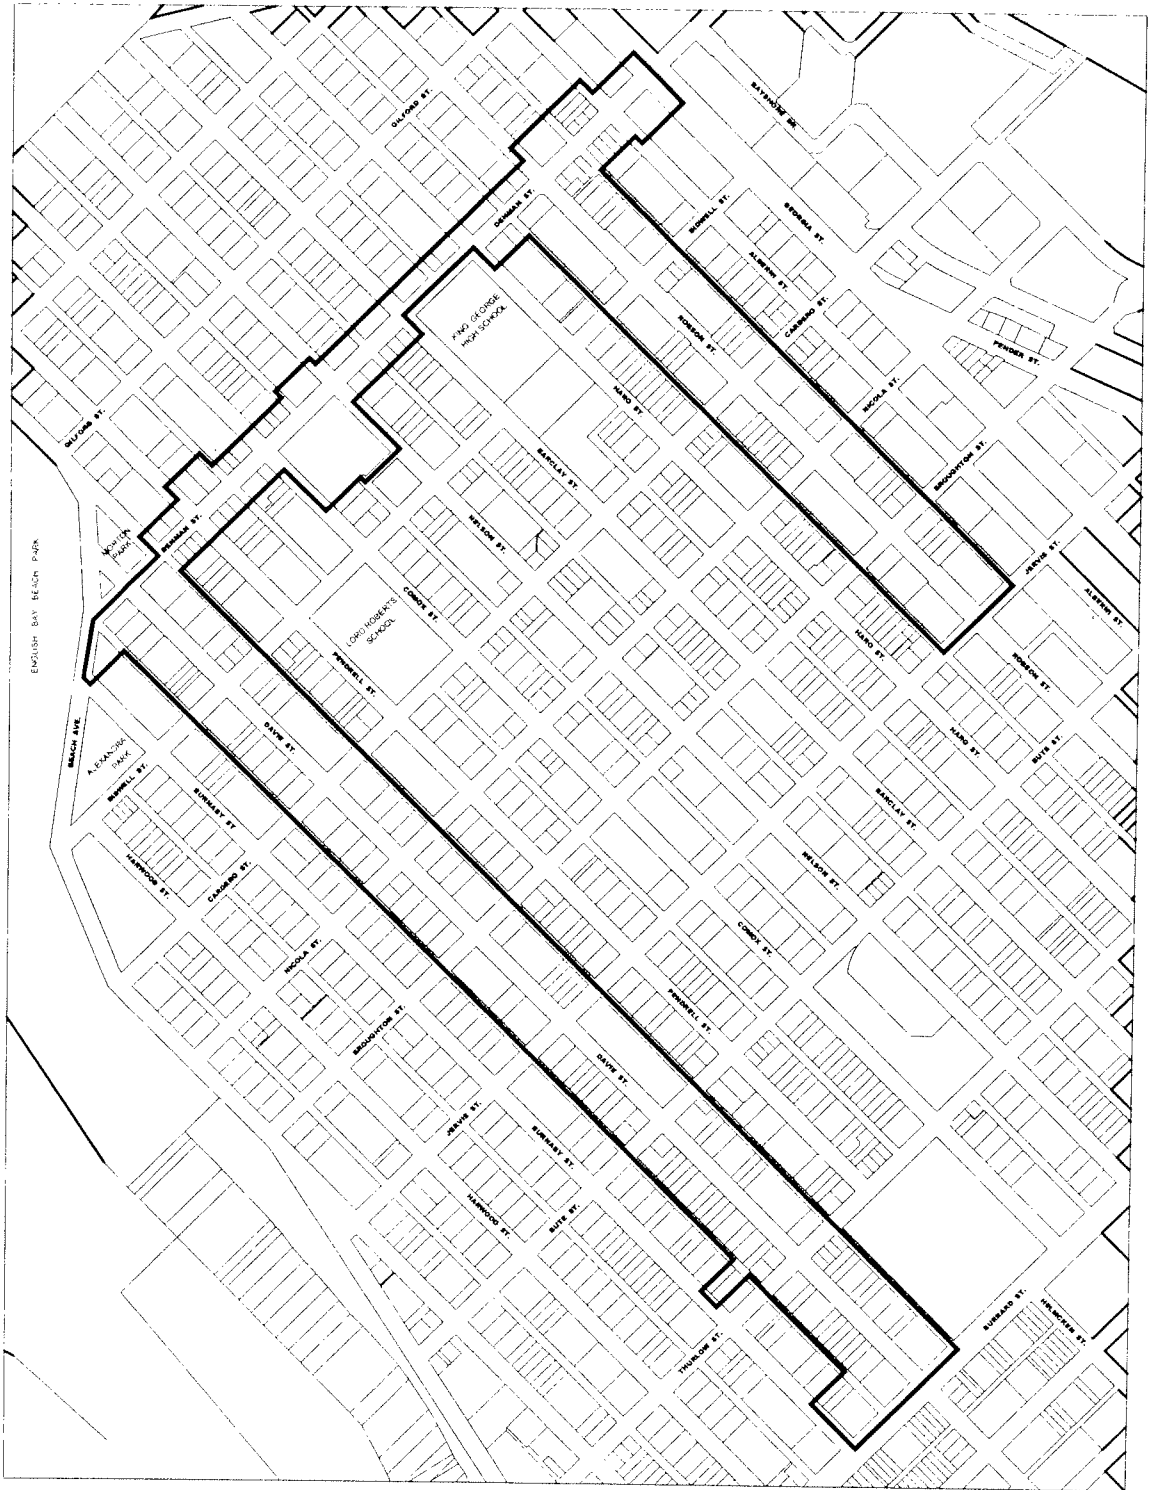 GILFORD ST.
BAYSHORE DR.
DENMAN ST.
BIDWELL ST.
GEORGIA ST.
ALBERNI ST.
CARDERO ST.
KING GEORGE
HIGH SCHOOL
ROBSON ST.
PENDER ST.
NICOLA ST.
HARO ST.
GILFORD ST.
BROUGHTON ST.
BARCLAY ST.
MORTON
PARK
DENMAN ST.
NELSON ST.
JERVIS ST.
ENGLISH BAY BEACH PARK
COMOX ST.
ALBERNI ST.
LORD ROBERTS
SCHOOL
HARO ST.
PENDRELL ST.
ROBSON ST.
BEACH AVE.
DAVIE ST.
HARO ST.
BUTE ST.
ALEXANDRA
PARK
BIDWELL ST.
BURNABY ST.
BARCLAY ST.
HARWOOD ST.
CARDERO ST.
NELSON ST.
NICOLA ST.
COMOX ST.
BROUGHTON ST.
PENDRELL ST.
DAVIE ST.
JERVIS ST.
BURNABY ST.
HARWOOD ST.
BUTE ST.
BURRARD ST.
HELMCKEN ST.
THURLOW ST.